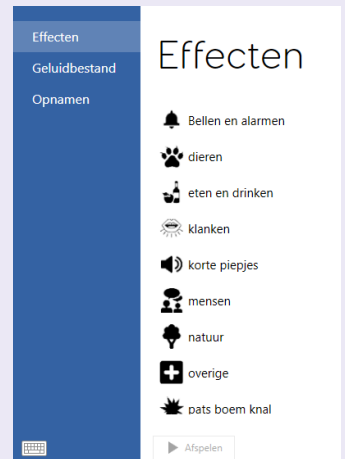 Effecten
Geluidbestand
Opnamen
Effecten
Bellen en alarmen
dieren
eten en drinken
klanken
korte piepjes
mensen
natuur
overige
pats boem knal
Afspelen